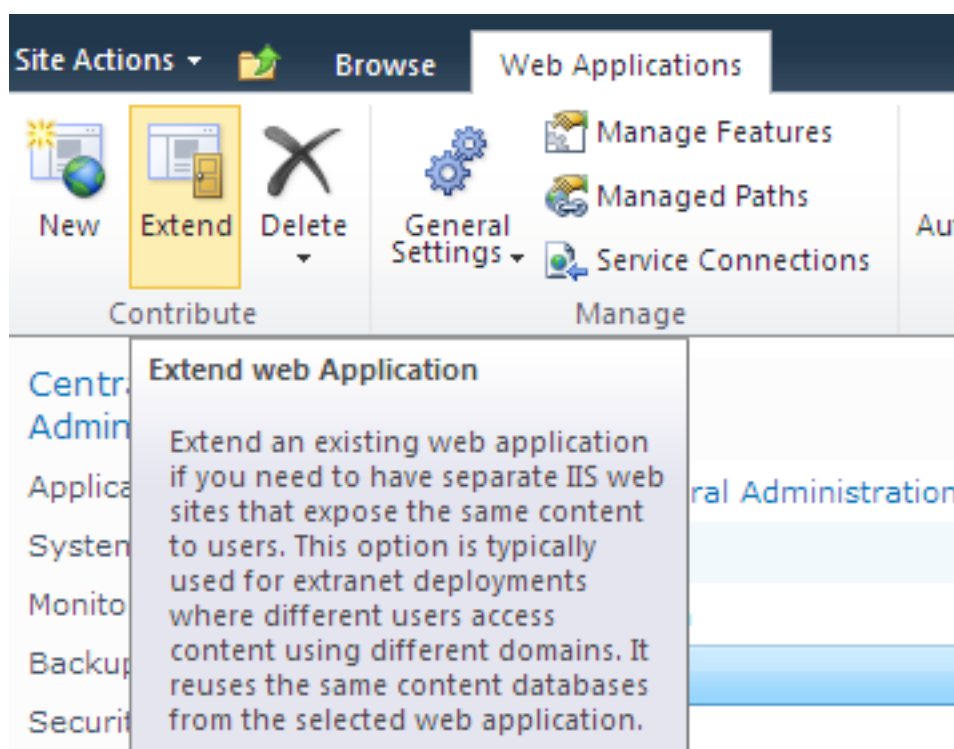 Site Actions Browse Web Applications
New Extend Delete General Settings Manage Features
Managed Paths
Service Connections
Contribute Manage
Extend web Application
Extend an existing web application
if you need to have separate IIS web
sites that expose the same content
to users. This option is typically
used for extranet deployments
where different users access
content using different domains. It
reuses the same content databases
from the selected web application.